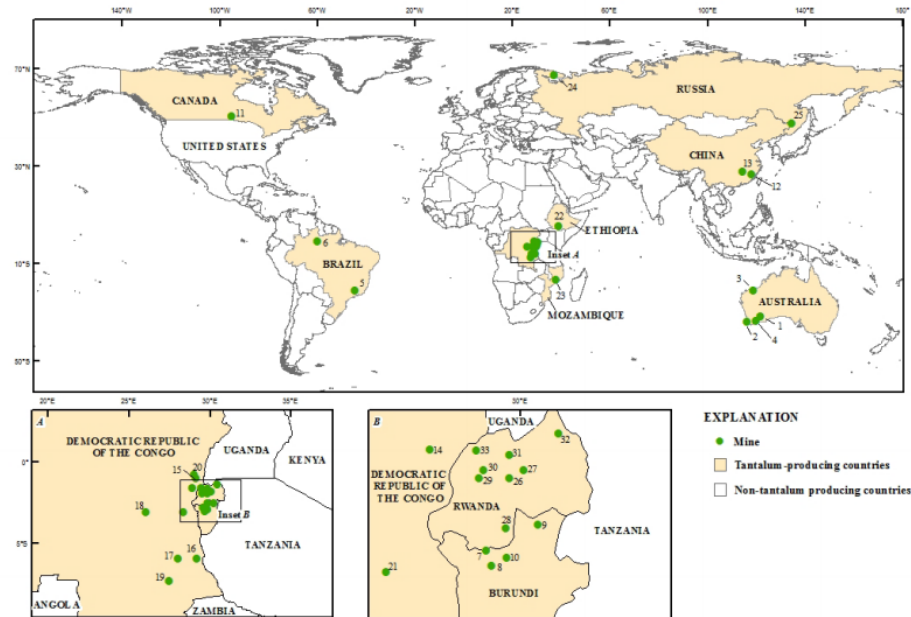 140°W
60°W
20°E
100°E
140°E
180°
70°N
30°N
10°S
50°S
CANADA
11
UNITED STATES
24
RUSSIA
25
CHINA
13
12
22
ETHIOPIA
Inset A
6
BRAZIL
5
23
MOZAMBIQUE
3
AUSTRALIA
1
2
4
A
20°E
25°E
30°E
35°E
0°
5°S
DEMOCRATIC REPUBLIC
OF THE CONGO
UGANDA
KENYA
15
20
18
Inset B
TANZANIA
17
16
19
ANGOLA
ZAMBIA
B
30°E
UGANDA
32
14
33
31
DEMOCRATIC
REPUBLIC OF
THE CONGO
30
27
29
26
RWANDA
28
9
TANZANIA
7
10
8
21
BURUNDI
EXPLANATION
Mine
Tantalum-producing countries
Non-tantalum producing countries